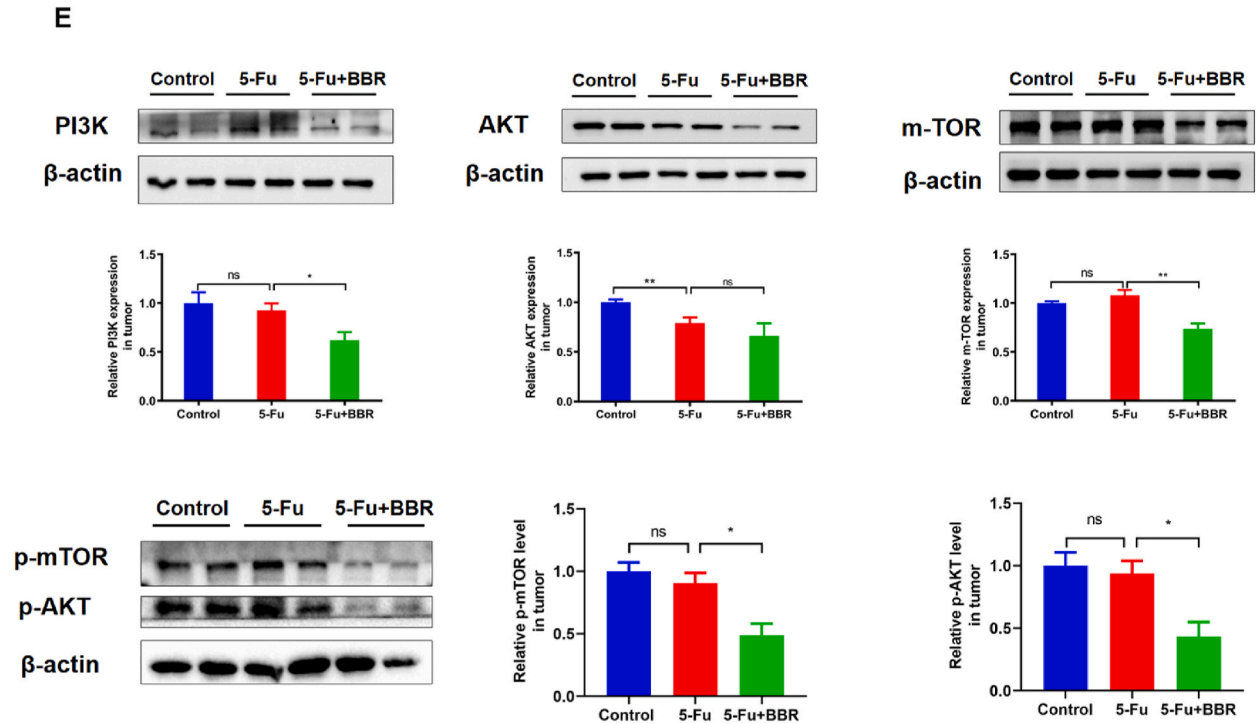 E
Control 5-Fu 5-Fu+BBR
PI3K
β-actin
Control 5-Fu 5-Fu+BBR
AKT
β-actin
Control 5-Fu 5-Fu+BBR
m-TOR
β-actin
Relative PI3K expression
in tumor
1.5
1.0
0.5
0.0
ns
*
Control 5-Fu 5-Fu+BBR
Relative AKT expression
in tumor
1.5
1.0
0.5
0.0
**
ns
Control 5-Fu 5-Fu+BBR
Relative m-TOR expression
in tumor
1.5
1.0
0.5
0.0
ns
**
Control 5-Fu 5-Fu+BBR
Control 5-Fu 5-Fu+BBR
p-mTOR
p-AKT
β-actin
Relative p-mTOR level
in tumor
1.5
1.0
0.5
0.0
ns
*
Control 5-Fu 5-Fu+BBR
Relative p-AKT level
in tumor
1.5
1.0
0.5
0.0
ns
*
Control 5-Fu 5-Fu+BBR